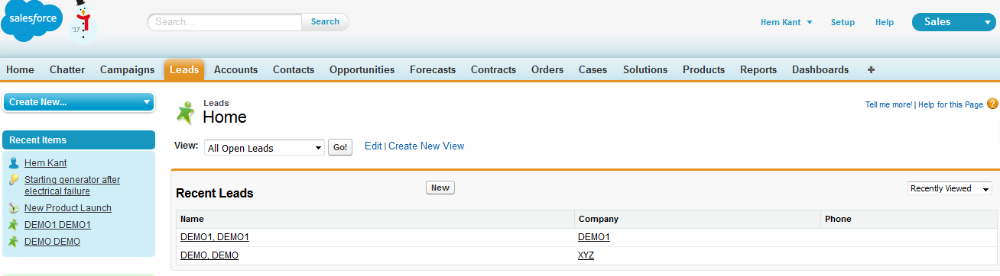 salesforce
'17
Search...
Search
Hem Kant
Setup
Help
Sales
Home
Chatter
Campaigns
Leads
Accounts
Contacts
Opportunities
Forecasts
Contracts
Orders
Cases
Solutions
Products
Reports
Dashboards
+
Create New...
Recent Items
Hem Kant
Starting generator after
electrical failure
New Product Launch
DEMO1 DEMO1
DEMO DEMO
Leads
Home
Tell me more! | Help for this Page ?
View: All Open Leads Go! Edit | Create New View
Recent Leads
New
Recently Viewed
Name Company Phone
DEMO1, DEMO1 DEMO1
DEMO, DEMO XYZ